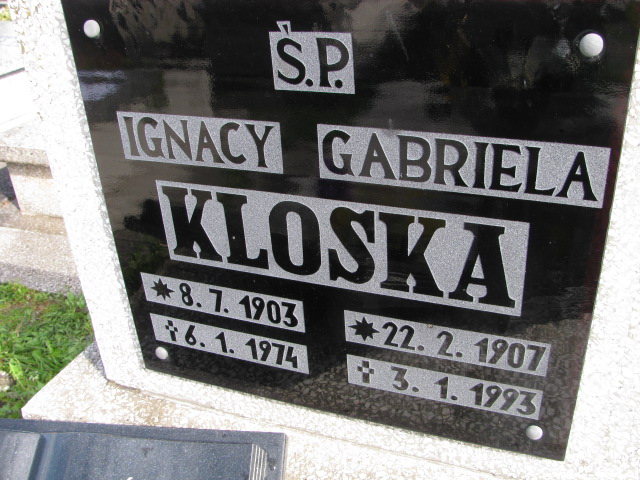 Ś.P.
IGNACY GABRIELA
KLOSKA
8. 7. 1903
6. 1. 1974
22. 2. 1907
3. 1. 1993